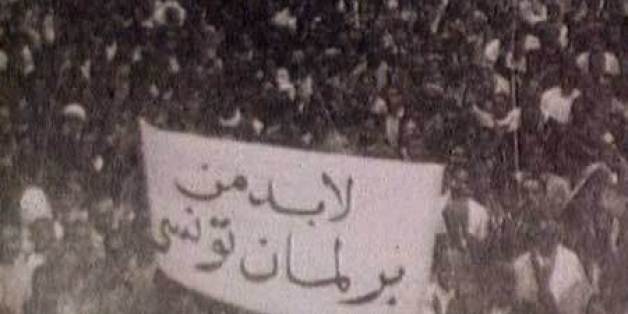 لابد من
برلمان تونسي